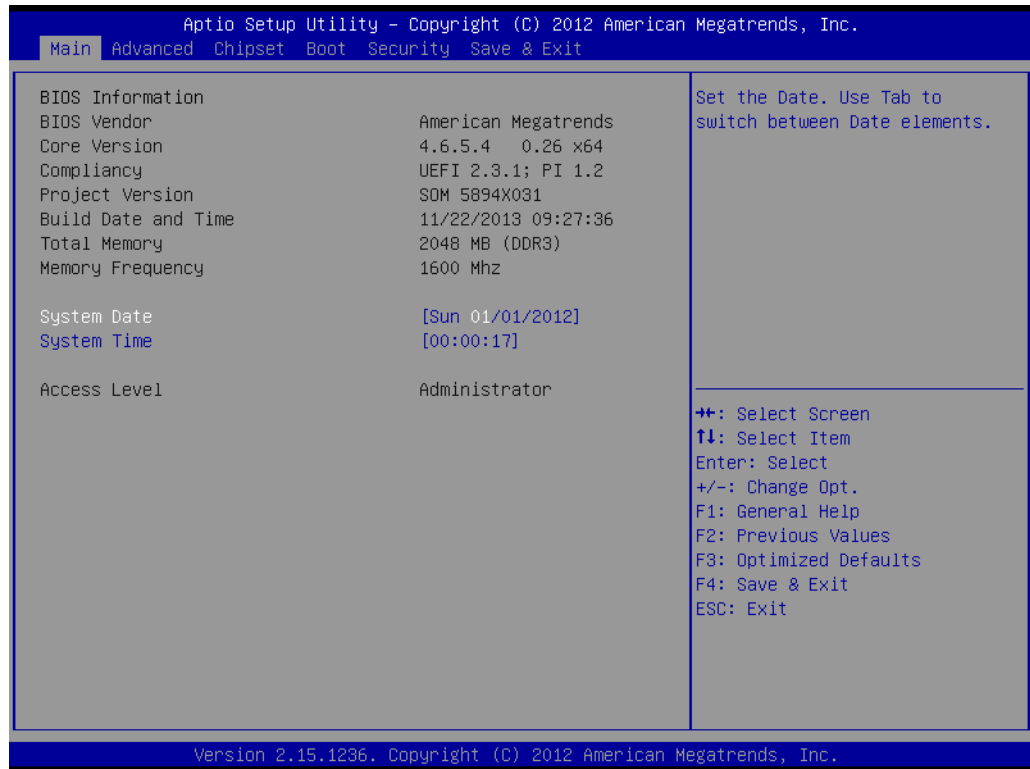 Aptio Setup Utility – Copyright (C) 2012 American Megatrends, Inc.
Main Advanced Chipset Boot Security Save & Exit
BIOS Information
BIOS Vendor American Megatrends
Core Version 4.6.5.4 0.26 x64
Compliancy UEFI 2.3.1; PI 1.2
Project Version SOM 5894X031
Build Date and Time 11/22/2013 09:27:36
Total Memory 2048 MB (DDR3)
Memory Frequency 1600 Mhz
System Date [Sun 01/01/2012]
System Time [00:00:17]
Access Level Administrator
Set the Date. Use Tab to
switch between Date elements.
→←: Select Screen
↑↓: Select Item
Enter: Select
+/-: Change Opt.
F1: General Help
F2: Previous Values
F3: Optimized Defaults
F4: Save & Exit
ESC: Exit
Version 2.15.1236. Copyright (C) 2012 American Megatrends, Inc.